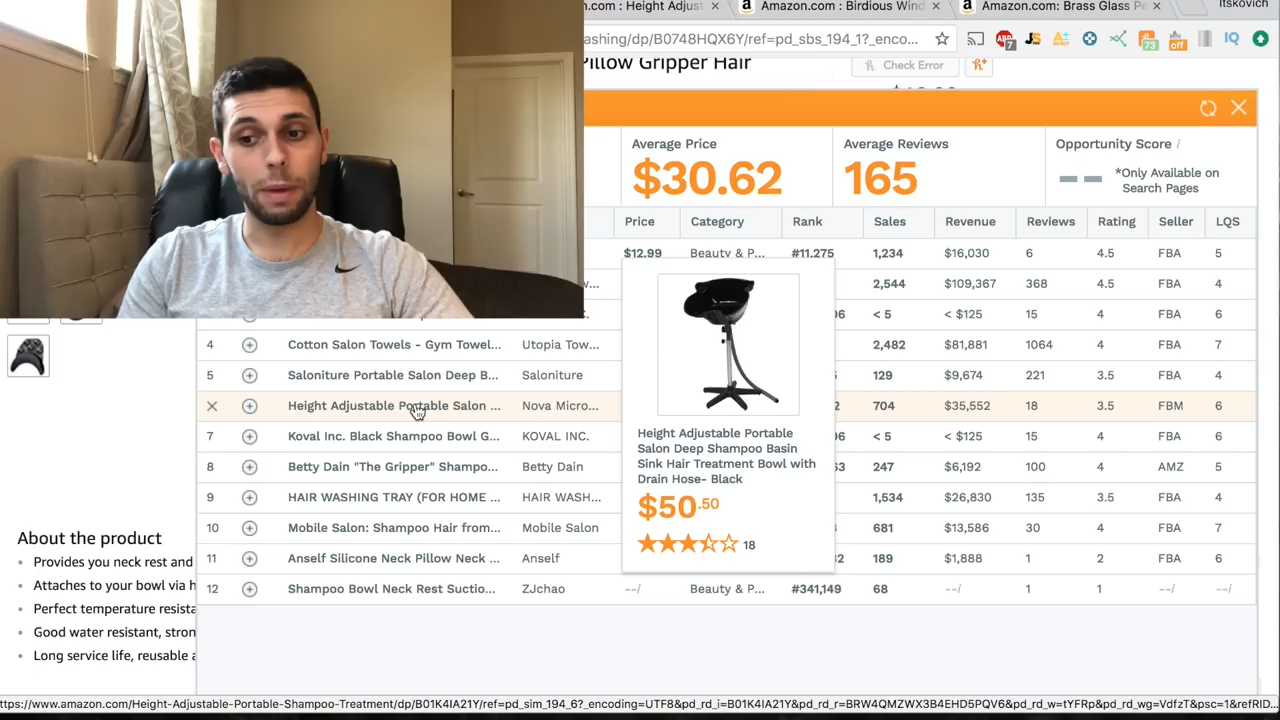 n.com : Height Adjust
Amazon.com: Birdious Wind
Amazon.com: Brass Glass Pe
Itskovich
ashing/dp/B0748HQX6Y/ref=pd_sbs_194_1?_enco...
7
JS
73
off
IQ
Pillow Gripper Hair
Check Error
Average Price
$30.62
Average Reviews
165
Opportunity Score i
*Only Available on
Search Pages
Price Category Rank Sales Revenue Reviews Rating Seller LQS
$12.99 Beauty & P... #11,275 1,234 $16,030 6 4.5 FBA 5
2,544 $109,367 368 4.5 FBA 4
< 5 < $125 15 4 FBA 6
4 Cotton Salon Towels - Gym Towel... Utopia Tow... 2,482 $81,881 1064 4 FBA 7
5 Saloniture Portable Salon Deep B... Saloniture 129 $9,674 221 3.5 FBA 4
Height Adjustable Portable Salon ... Nova Micro... 704 $35,552 18 3.5 FBM 6
7 Koval Inc. Black Shampoo Bowl G... KOVAL INC. < 5 < $125 15 4 FBA 6
8 Betty Dain "The Gripper" Shampo... Betty Dain 247 $6,192 100 4 AMZ 5
9 HAIR WASHING TRAY (FOR HOME ... HAIR WASH... 1,534 $26,830 135 3.5 FBA 4
10 Mobile Salon: Shampoo Hair from... Mobile Salon 681 $13,586 30 4 FBA 7
11 Anself Silicone Neck Pillow Neck ... Anself 189 $1,888 1 2 FBA 6
12 Shampoo Bowl Neck Rest Suctio... ZJchao --/ Beauty & P... #341,149 68 --/ 1 1 --/ --/
Height Adjustable Portable
Salon Deep Shampoo Basin
Sink Hair Treatment Bowl with
Drain Hose- Black
$50.50
18
About the product
Provides you neck rest and
Attaches to your bowl via h
Perfect temperature resista
Good water resistant, stron
Long service life, reusable a
ttps://www.amazon.com/Height-Adjustable-Portable-Shampoo-Treatment/dp/B01K4IA21Y/ref=pd_sim_194_6?_encoding=UTF8&pd_rd_i=B01K4IA21Y&pd_rd_r=BRW4QMZWX3B4EHD5PQV6&pd_rd_w=tYFRp&pd_rd_wg=VdfzT&psc=1&refRID...